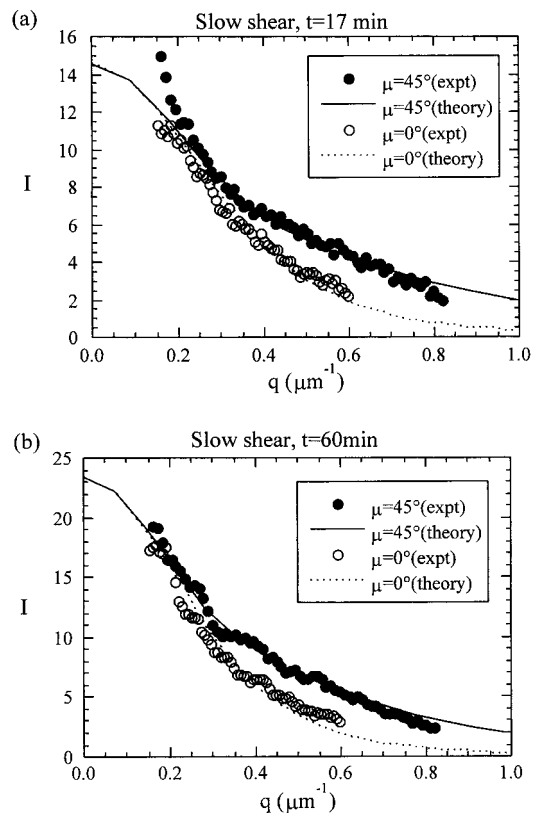 (a)
Slow shear, t=17 min
16
14
12
10
8
6
4
2
0
I
μ=45°(expt)
μ=45°(theory)
μ=0°(expt)
μ=0°(theory)
0.0 0.2 0.4 0.6 0.8 1.0
q (μm⁻¹)
(b)
Slow shear, t=60min
25
20
15
10
5
0
I
μ=45°(expt)
μ=45°(theory)
μ=0°(expt)
μ=0°(theory)
0.0 0.2 0.4 0.6 0.8 1.0
q (μm⁻¹)